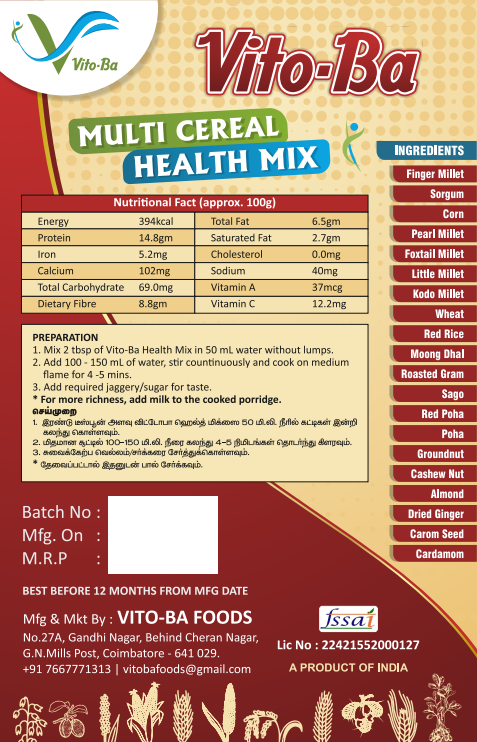 Vito-Ba
Vito-Ba
MULTI CEREAL
HEALTH MIX
INGREDIENTS
Finger Millet
Sorgum
Corn
Pearl Millet
Foxtail Millet
Little Millet
Kodo Millet
Wheat
Red Rice
Moong Dhal
Roasted Gram
Sago
Red Poha
Poha
Groundnut
Cashew Nut
Almond
Dried Ginger
Carom Seed
Cardamom
Nutritional Fact (approx. 100g)
Energy 394kcal Total Fat 6.5gm
Protein 14.8gm Saturated Fat 2.7gm
Iron 5.2mg Cholesterol 0.0mg
Calcium 102mg Sodium 40mg
Total Carbohydrate 69.0mg Vitamin A 37mcg
Dietary Fibre 8.8gm Vitamin C 12.2mg
PREPARATION
1. Mix 2 tbsp of Vito-Ba Health Mix in 50 mL water without lumps.
2. Add 100 - 150 mL of water, stir countinuously and cook on medium
flame for 4 -5 mins.
3. Add required jaggery/sugar for taste.
* For more richness, add milk to the cooked porridge.
செய்முறை
1. இரண்டு டீஸ்பூன் அளவு விட்டோபா ஹெல்த் மிக்ஸை 50 மி.லி. நீரில் கட்டிகள் இன்றி
கலந்து கொள்ளவும்.
2. மிதமான சூட்டில் 100-150 மி.லி. நீரை கலந்து 4-5 நிமிடங்கள் தொடர்ந்து கிளரவும்.
3. சுவைக்கேற்ப வெல்லம்/சர்க்கரை சேர்த்துக்கொள்ளவும்.
* தேவைப்பட்டால் இதனுடன் பால் சேர்க்கவும்.
Batch No :
Mfg. On :
M.R.P :
BEST BEFORE 12 MONTHS FROM MFG DATE
Mfg & Mkt By : VITO-BA FOODS
No.27A, Gandhi Nagar, Behind Cheran Nagar,
G.N.Mills Post, Coimbatore - 641 029.
+91 7667771313 | vitobafoods@gmail.com
fssai
Lic No : 22421552000127
A PRODUCT OF INDIA